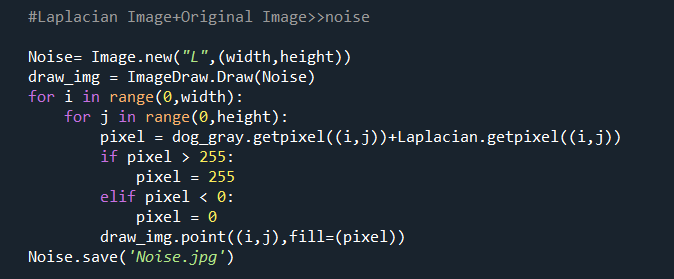 #Laplacian Image+Original Image>>noise
Noise= Image.new("L",(width,height))
draw_img = ImageDraw.Draw(Noise)
for i in range(0,width):
    for j in range(0,height):
        pixel = dog_gray.getpixel((i,j))+Laplacian.getpixel((i,j))
        if pixel > 255:
            pixel = 255
        elif pixel < 0:
            pixel = 0
        draw_img.point((i,j),fill=(pixel))
Noise.save('Noise.jpg')